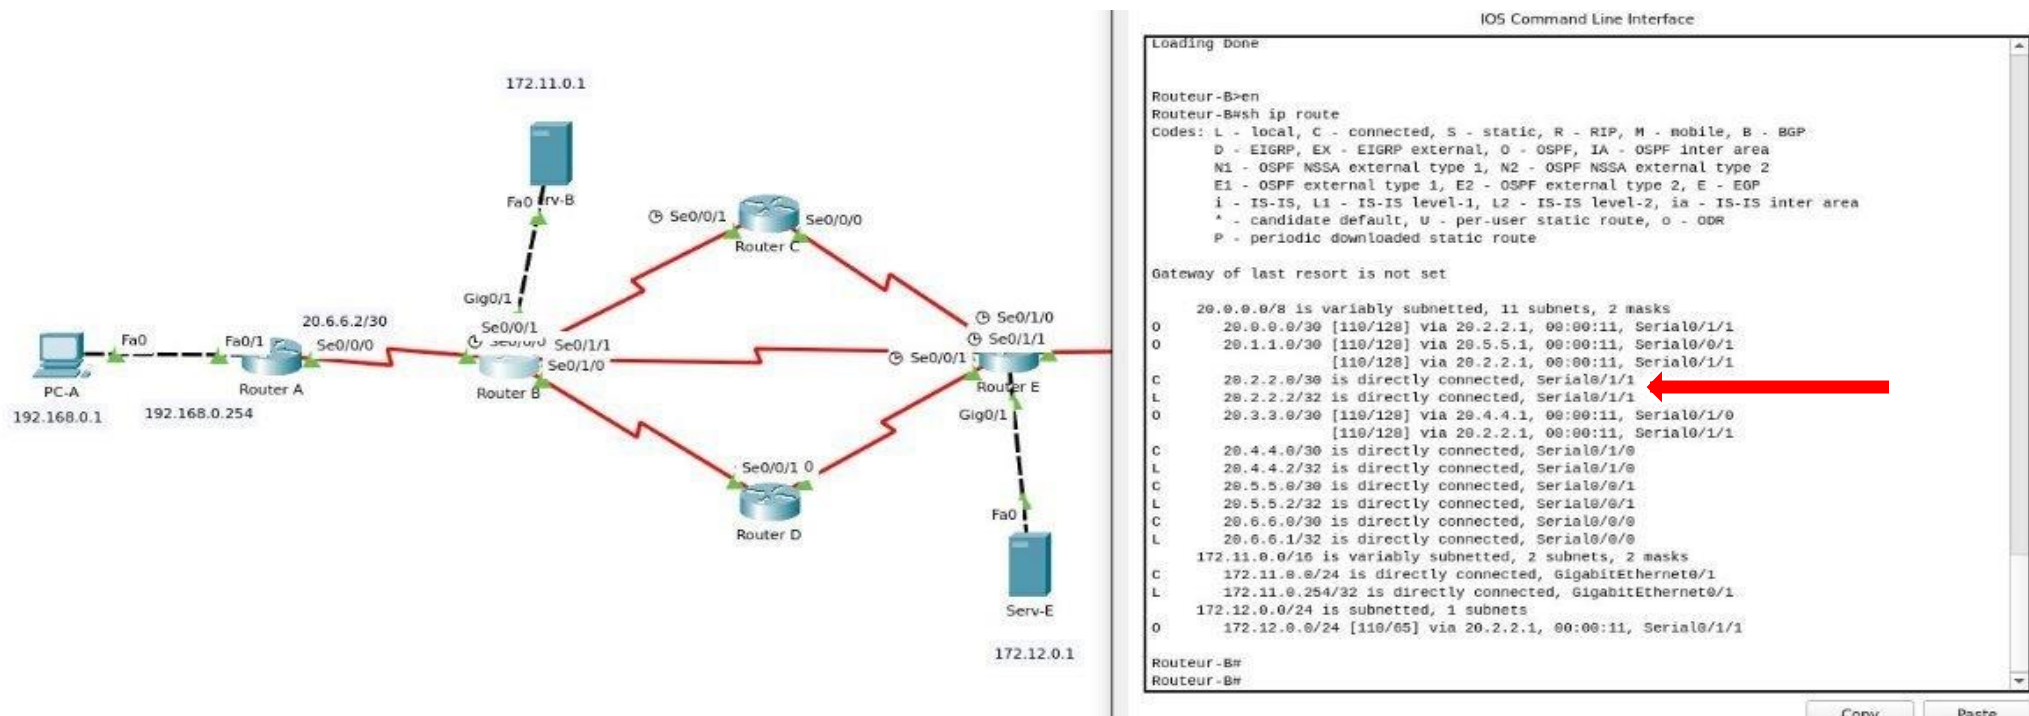 172.11.0.1
Fa0
rv-B
Se0/0/1
Se0/0/0
Router C
Gig0/1
20.6.6.2/30
Se0/0/1
Se0/1/1
Se0/1/0
Router B
Fa0
Fa0/1
Se0/0/0
PC-A
192.168.0.1
Router A
192.168.0.254
Se0/1/0
Se0/1/1
Se0/0/1
Router E
Gig0/1
Se0/0/1 0
Router D
Fa0
Serv-E
172.12.0.1
IOS Command Line Interface
Loading Done
Routeur-B>en
Routeur-B#sh ip route
Codes: L - local, C - connected, S - static, R - RIP, M - mobile, B - BGP
D - EIGRP, EX - EIGRP external, O - OSPF, IA - OSPF inter area
N1 - OSPF NSSA external type 1, N2 - OSPF NSSA external type 2
E1 - OSPF external type 1, E2 - OSPF external type 2, E - EGP
i - IS-IS, L1 - IS-IS level-1, L2 - IS-IS level-2, ia - IS-IS inter area
* - candidate default, U - per-user static route, o - ODR
P - periodic downloaded static route
Gateway of last resort is not set
20.0.0.0/8 is variably subnetted, 11 subnets, 2 masks
O 20.0.0.0/30 [110/128] via 20.2.2.1, 00:00:11, Serial0/1/1
O 20.1.1.0/30 [110/128] via 20.5.5.1, 00:00:11, Serial0/0/1
[110/128] via 20.2.2.1, 00:00:11, Serial0/1/1
C 20.2.2.0/30 is directly connected, Serial0/1/1
L 20.2.2.2/32 is directly connected, Serial0/1/1
O 20.3.3.0/30 [110/128] via 20.4.4.1, 00:00:11, Serial0/1/0
[110/128] via 20.2.2.1, 00:00:11, Serial0/1/1
C 20.4.4.0/30 is directly connected, Serial0/1/0
L 20.4.4.2/32 is directly connected, Serial0/1/0
C 20.5.5.0/30 is directly connected, Serial0/0/1
L 20.5.5.2/32 is directly connected, Serial0/0/1
C 20.6.6.0/30 is directly connected, Serial0/0/0
L 20.6.6.1/32 is directly connected, Serial0/0/0
172.11.0.0/16 is variably subnetted, 2 subnets, 2 masks
C 172.11.0.0/24 is directly connected, GigabitEthernet0/1
L 172.11.0.254/32 is directly connected, GigabitEthernet0/1
172.12.0.0/24 is subnetted, 1 subnets
O 172.12.0.0/24 [110/65] via 20.2.2.1, 00:00:11, Serial0/1/1
Routeur-B#
Routeur-B#
Copy
Paste